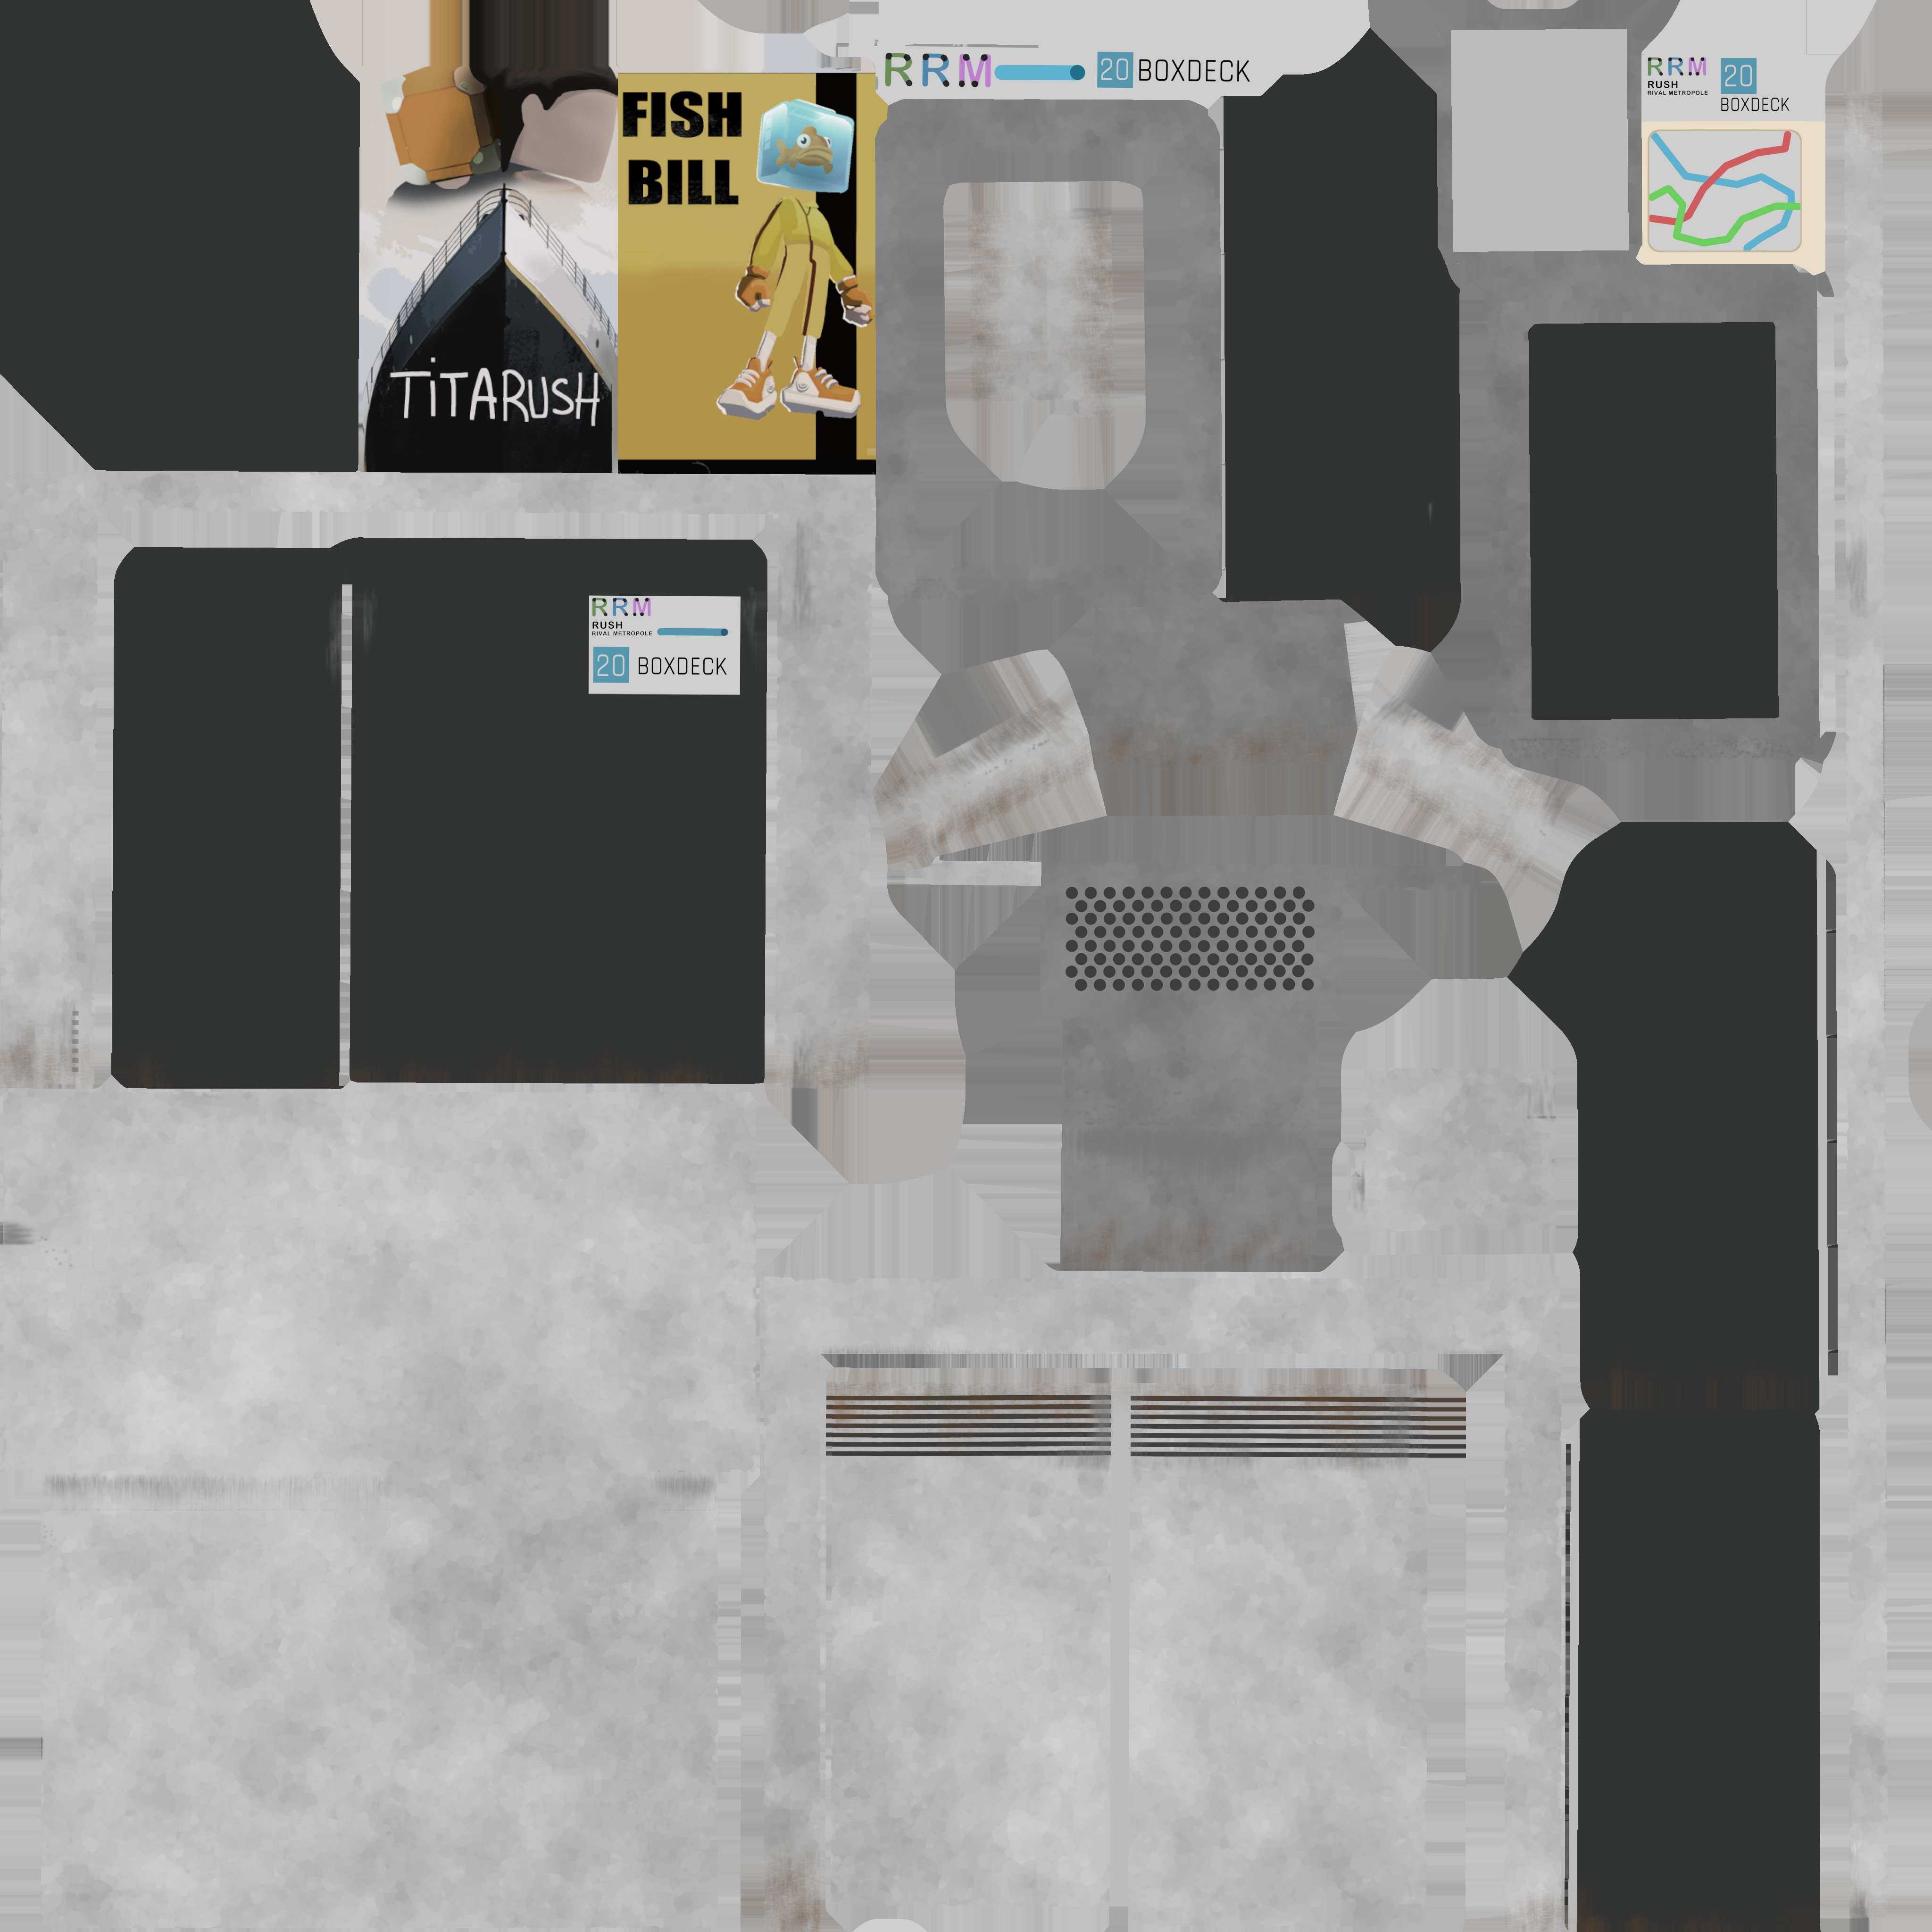 RRM 20 BOXDECK
RRM 20
RUSH
RIVAL METROPOLE
BOXDECK
FISH
BILL
TiTARUSH
RRM
RUSH
RIVAL METROPOLE
20 BOXDECK